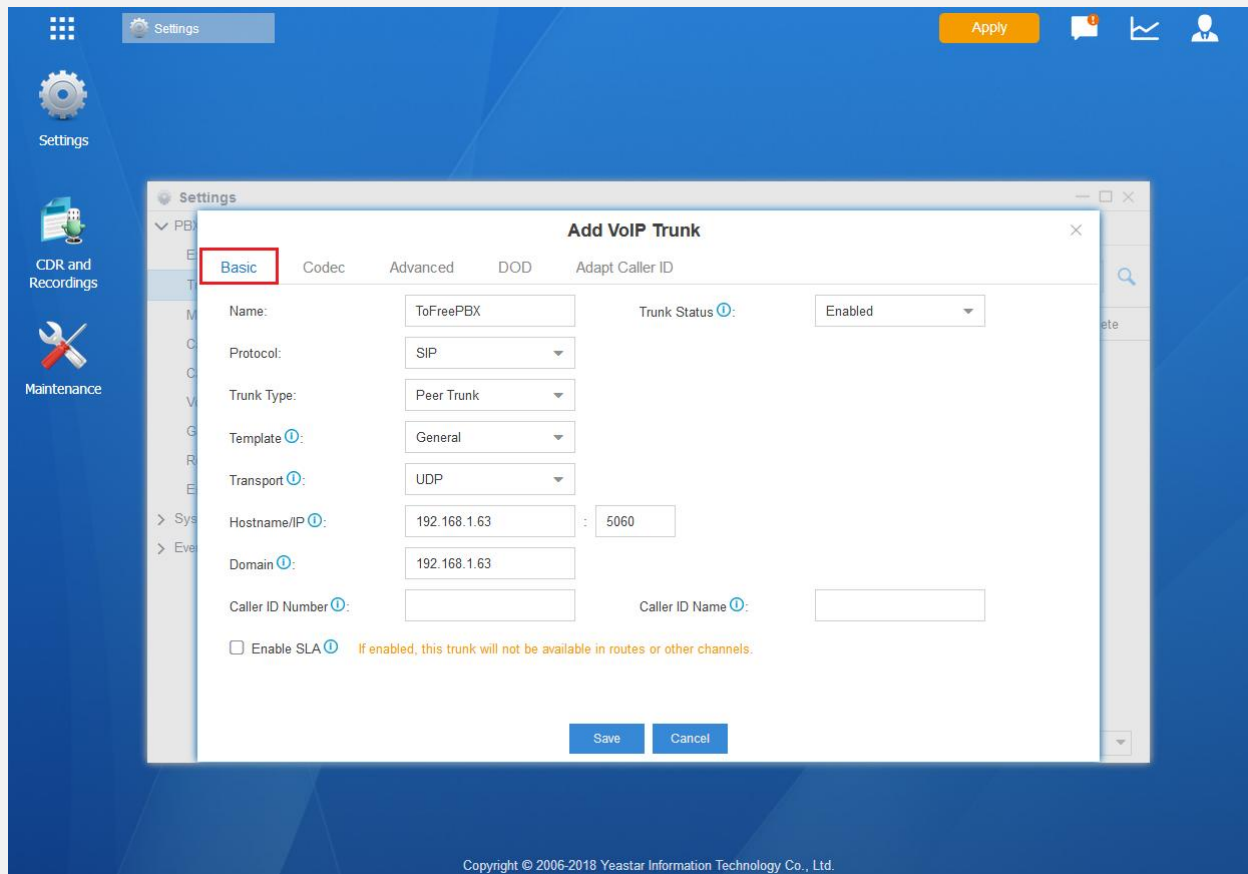 Settings
Apply
Settings
CDR and
Recordings
Maintenance
Settings
Add VoIP Trunk
Basic Codec Advanced DOD Adapt Caller ID
Name: ToFreePBX Trunk Status: Enabled
Protocol: SIP
Trunk Type: Peer Trunk
Template: General
Transport: UDP
Hostname/IP: 192.168.1.63 : 5060
Domain: 192.168.1.63
Caller ID Number: Caller ID Name:
Enable SLA If enabled, this trunk will not be available in routes or other channels.
Save Cancel
Copyright © 2006-2018 Yeastar Information Technology Co., Ltd.